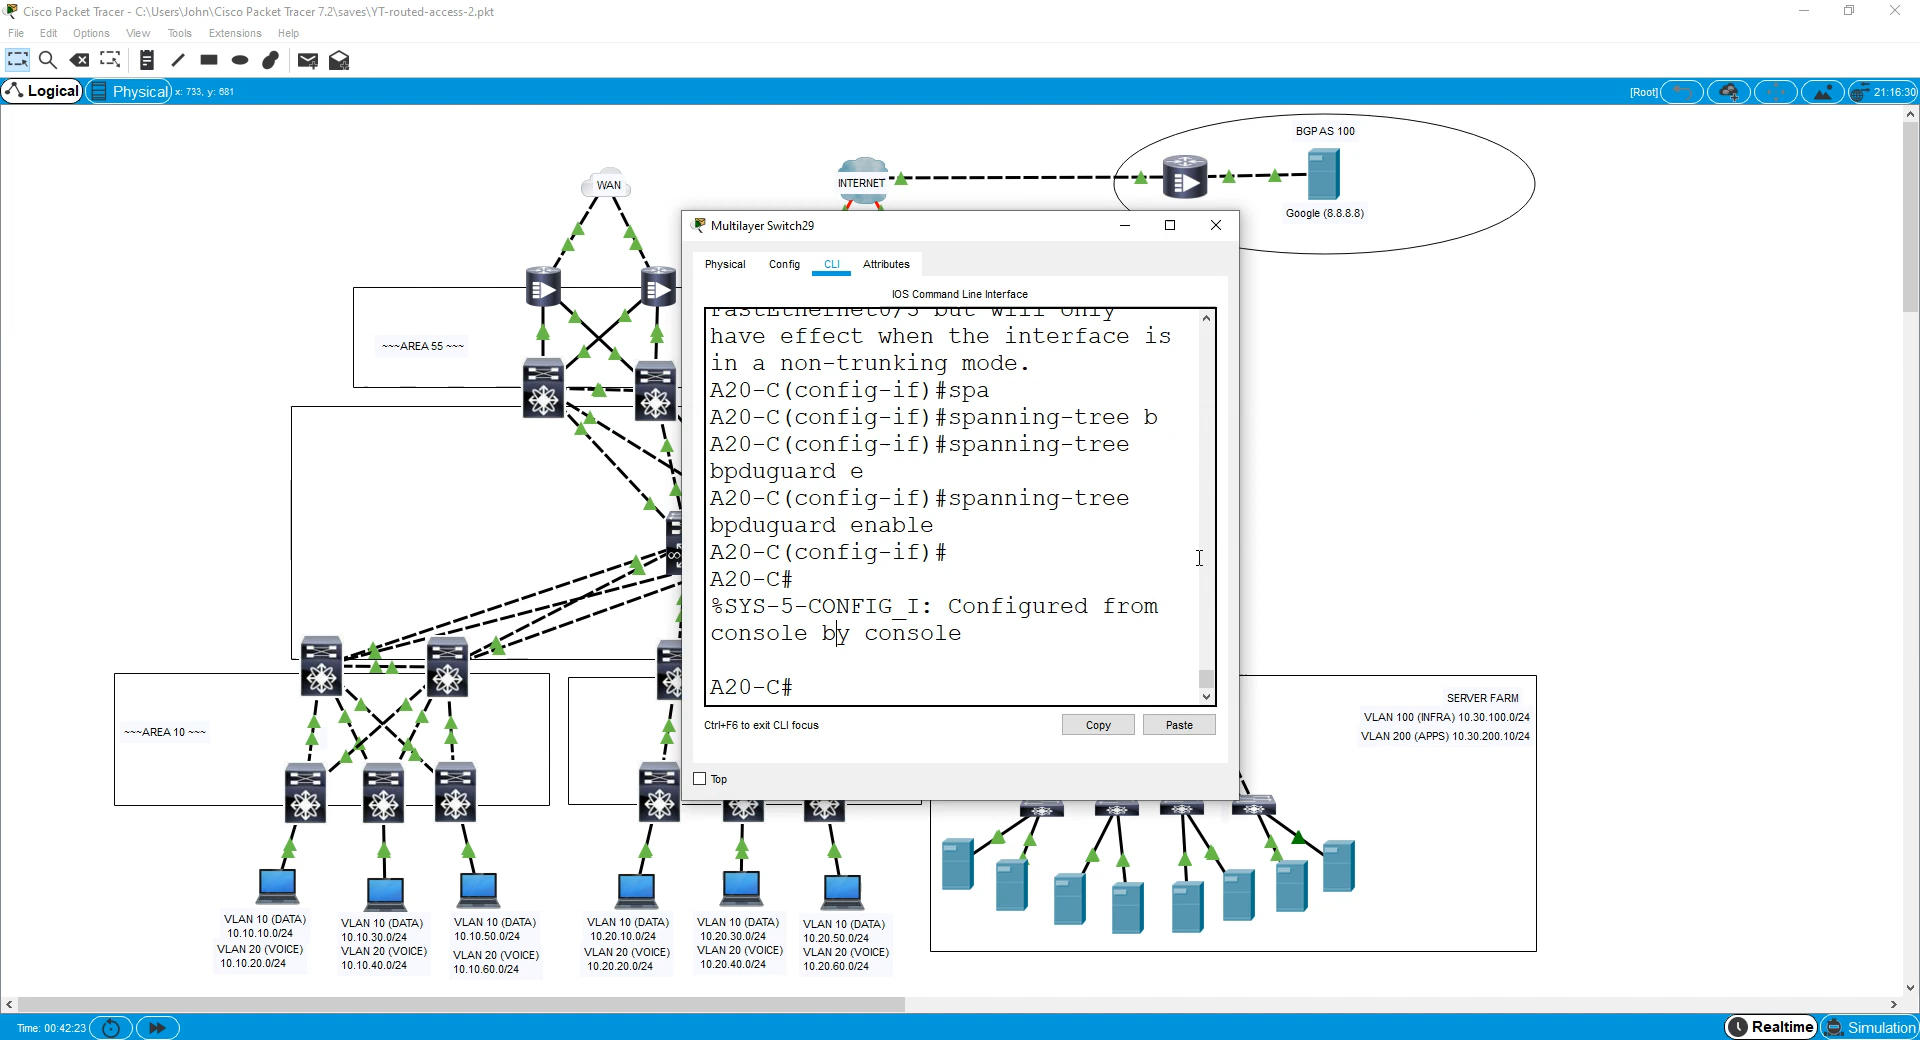 Cisco Packet Tracer - C:\Users\John\Cisco Packet Tracer 7.2\saves\YT-routed-access-2.pkt
File Edit Options View Tools Extensions Help
Logical Physical x: 733, y: 681 [Root] 21:16:30
BGP AS 100
WAN
INTERNET
Google (8.8.8.8)
~~~AREA 55 ~~~
Multilayer Switch29
Physical Config CLI Attributes
IOS Command Line Interface
FastEthernet0/5 but will only
have effect when the interface is
in a non-trunking mode.
A20-C(config-if)#spa
A20-C(config-if)#spanning-tree b
A20-C(config-if)#spanning-tree
bpduguard e
A20-C(config-if)#spanning-tree
bpduguard enable
A20-C(config-if)#
A20-C#
%SYS-5-CONFIG_I: Configured from
console by console
A20-C#
Ctrl+F6 to exit CLI focus
Copy Paste
Top
~~~AREA 10 ~~~
SERVER FARM
VLAN 100 (INFRA) 10.30.100.0/24
VLAN 200 (APPS) 10.30.200.10/24
VLAN 10 (DATA)
10.10.10.0/24
VLAN 20 (VOICE)
10.10.20.0/24
VLAN 10 (DATA)
10.10.30.0/24
VLAN 20 (VOICE)
10.10.40.0/24
VLAN 10 (DATA)
10.10.50.0/24
VLAN 20 (VOICE)
10.10.60.0/24
VLAN 10 (DATA)
10.20.10.0/24
VLAN 20 (VOICE)
10.20.20.0/24
VLAN 10 (DATA)
10.20.30.0/24
VLAN 20 (VOICE)
10.20.40.0/24
VLAN 10 (DATA)
10.20.50.0/24
VLAN 20 (VOICE)
10.20.60.0/24
Time: 00:42:23
Realtime Simulation